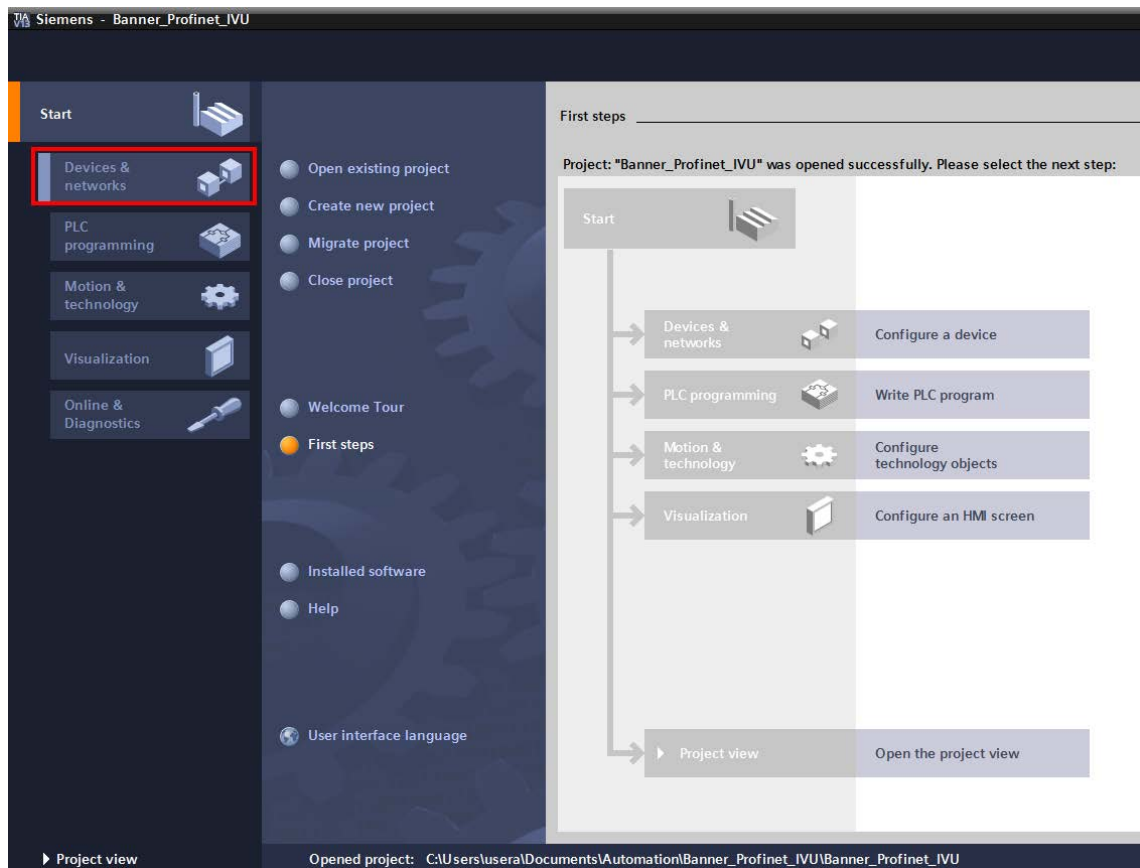 TIA
V13
Siemens - Banner_Profinet_IVU
Start
Devices &
networks
PLC
programming
Motion &
technology
Visualization
Online &
Diagnostics
Project view
Open existing project
Create new project
Migrate project
Close project
Welcome Tour
First steps
Installed software
Help
User interface language
First steps
Project: "Banner_Profinet_IVU" was opened successfully. Please select the next step:
Start
Devices &
networks
Configure a device
PLC programming
Write PLC program
Motion &
technology
Configure
technology objects
Visualization
Configure an HMI screen
Project view
Open the project view
Opened project: C:\Users\usera\Documents\Automation\Banner_Profinet_IVU\Banner_Profinet_IVU